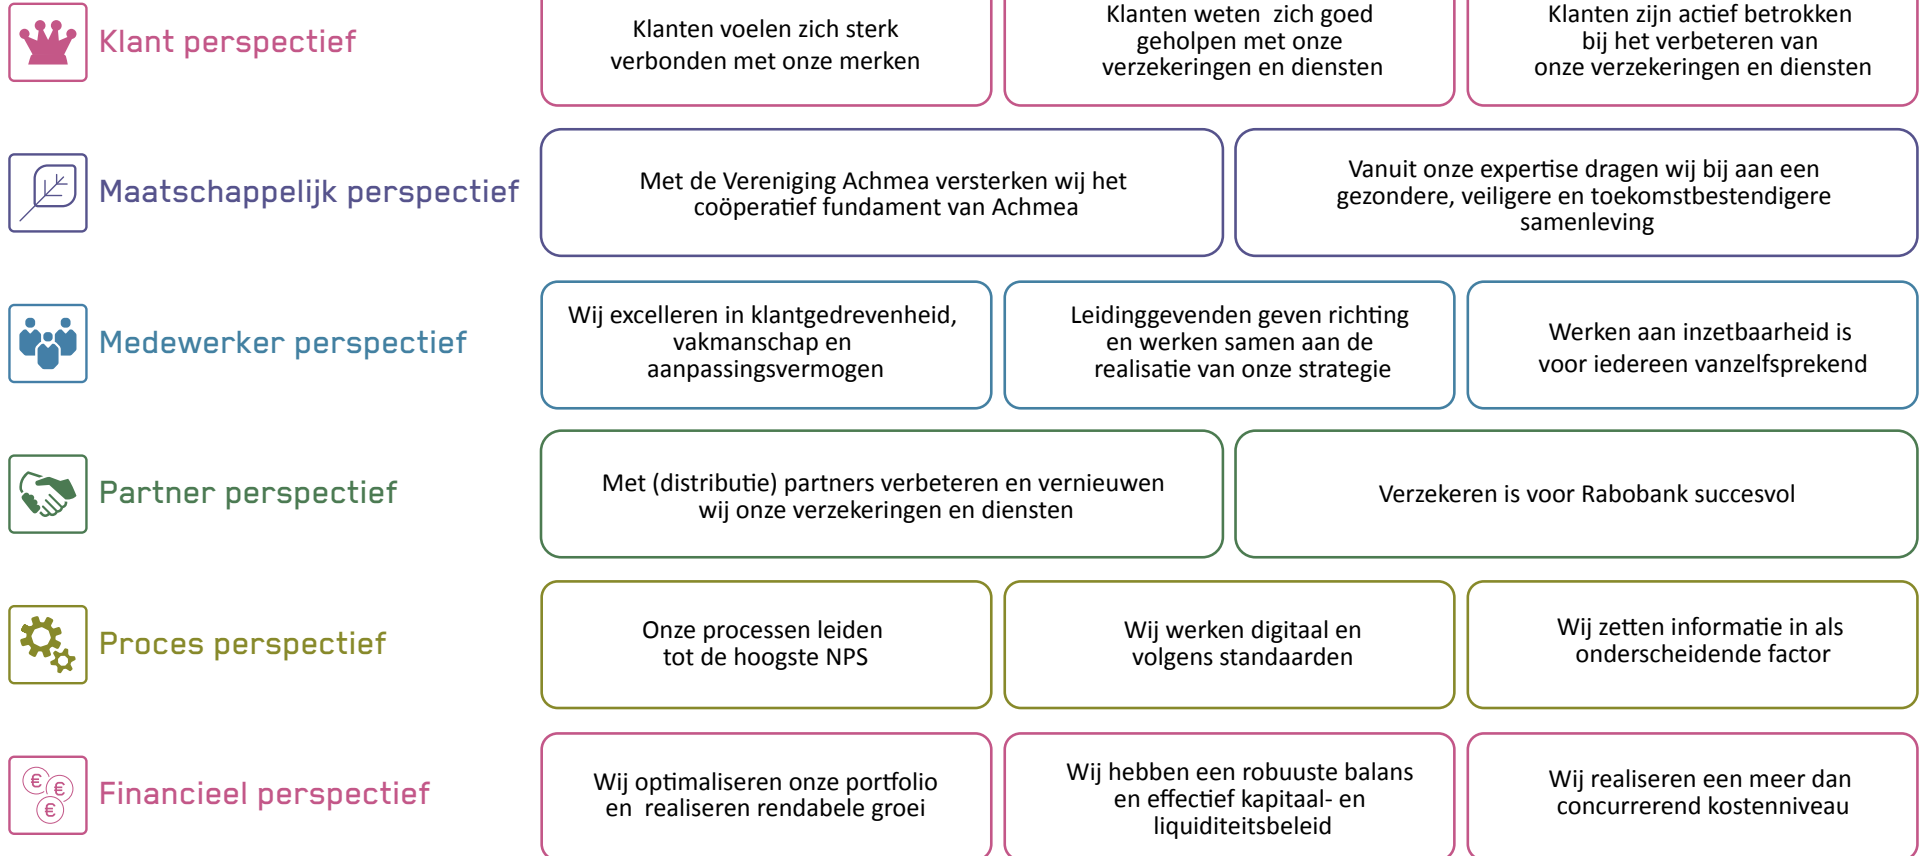 Klant perspectief
Klanten voelen zich sterk
verbonden met onze merken
Klanten weten zich goed
geholpen met onze
verzekeringen en diensten
Klanten zijn actief betrokken
bij het verbeteren van
onze verzekeringen en diensten
Maatschappelijk perspectief
Met de Vereniging Achmea versterken wij het
coöperatief fundament van Achmea
Vanuit onze expertise dragen wij bij aan een
gezondere, veiligere en toekomstbestendigere
samenleving
Medewerker perspectief
Wij excelleren in klantgedrevenheid,
vakmanschap en
aanpassingsvermogen
Leidinggevenden geven richting
en werken samen aan de
realisatie van onze strategie
Werken aan inzetbaarheid is
voor iedereen vanzelfsprekend
Partner perspectief
Met (distributie) partners verbeteren en vernieuwen
wij onze verzekeringen en diensten
Verzekeren is voor Rabobank succesvol
Proces perspectief
Onze processen leiden
tot de hoogste NPS
Wij werken digitaal en
volgens standaarden
Wij zetten informatie in als
onderscheidende factor
€ €
€
Financieel perspectief
Wij optimaliseren onze portfolio
en realiseren rendabele groei
Wij hebben een robuuste balans
en effectief kapitaal- en
liquiditeitsbeleid
Wij realiseren een meer dan
concurrerend kostenniveau